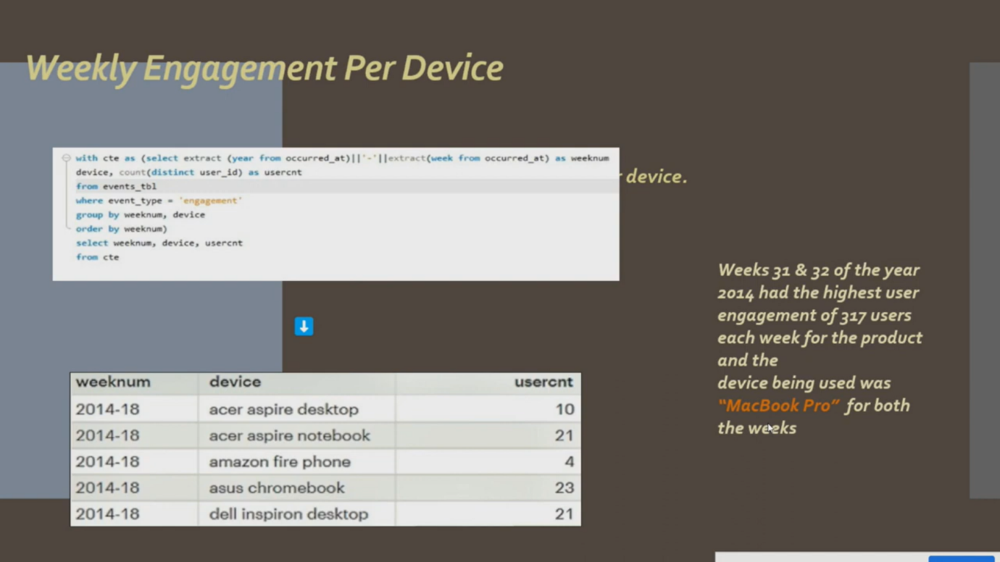 Weekly Engagement Per Device
with cte as (select extract (year from occurred_at)||'-'||extract(week from occurred_at) as weeknum
device, count(distinct user_id) as usercnt
from events_tbl
where event_type = 'engagement'
group by weeknum, device
order by weeknum)
select weeknum, device, usercnt
from cte
device.
Weeks 31 & 32 of the year
2014 had the highest user
engagement of 317 users
each week for the product
and the
device being used was
“MacBook Pro” for both
the weeks
weeknum device usercnt
2014-18 acer aspire desktop 10
2014-18 acer aspire notebook 21
2014-18 amazon fire phone 4
2014-18 asus chromebook 23
2014-18 dell inspiron desktop 21